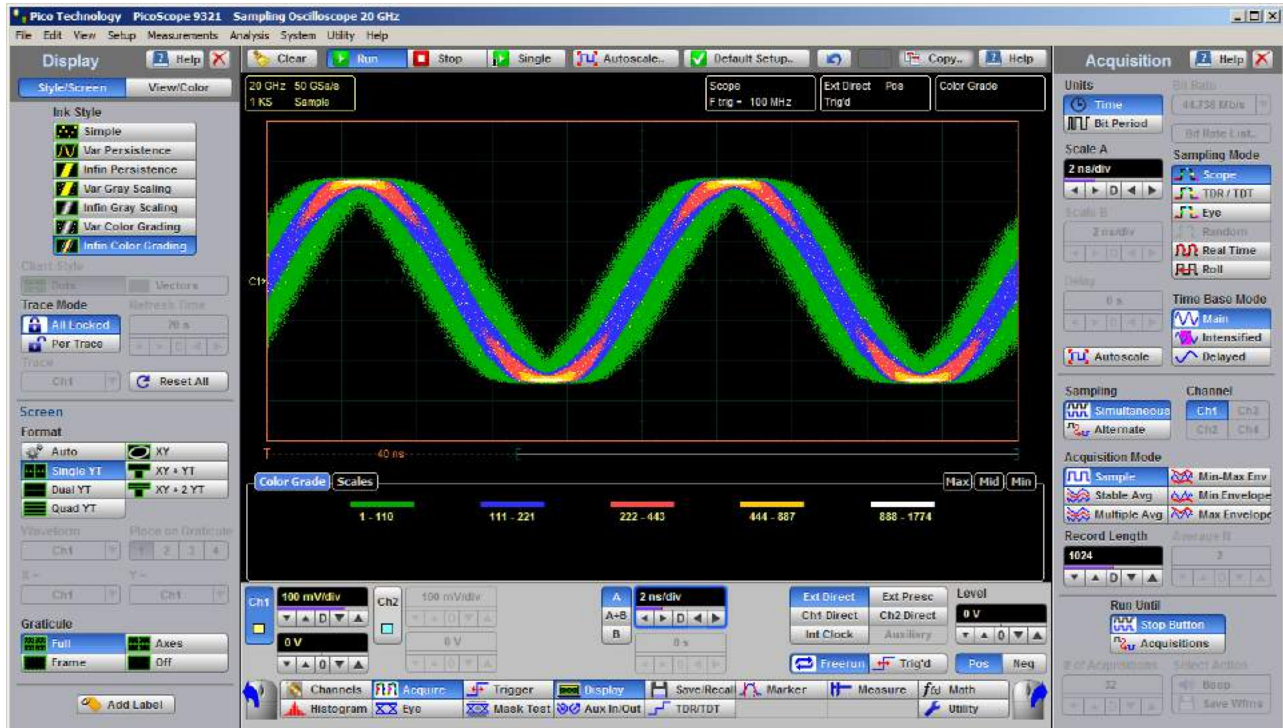 Pico Technology PicoScope 9321 Sampling Oscilloscope 20 GHz
File Edit View Setup Measurements Analysis System Utility Help
Display Help
Style/Screen View/Color
Ink Style
Simple
Var Persistence
Infin Persistence
Var Gray Scaling
Infin Gray Scaling
Var Color Grading
Infin Color Grading
Chart Style
Dots Vectors
Trace Mode Refresh Time
All Locked
Per Trace D
Trace
Ch1 Reset All
Screen
Format
Auto XY
Single YT XY + YT
Dual YT XY + 2 YT
Quad YT
Waveform Place on Graticule
Ch1 1 2 3 4
X = Y =
Ch1 Ch1
Graticule
Full Axes
Frame Off
Add Label
Clear Run Stop Single Autoscale.. Default Setup.. Copy.. Help
20 GHz 50 GSa/s
1 KS Sample
Scope
F trig = 100 MHz
Ext Direct Pos
Trig'd
Color Grade
C1>
T 40 ns
Color Grade Scales Max Mid Min
1 - 110 111 - 221 222 - 443 444 - 887 888 - 1774
Ch1 100 mV/div
D
0 V
0
Ch2 100 mV/div
D
0 V
0
A 2 ns/div
A+B D
B 0 s
Ext Direct Ext Presc
Ch1 Direct Ch2 Direct
Int Clock Auxiliary
Freerun Trig'd Pos Neg
Level
0 V
0
Channels Acquire Trigger Display Save/Recall Marker Measure f(x) Math
Histogram Eye Mask Test Aux In/Out TDR/TDT Utility
Acquisition Help
Units Bit Rate
Time
Bit Period Bit Rate List..
Scale A Sampling Mode
2 ns/div Scope
D TDR / TDT
Scale B Eye
2 ns/div Random
Real Time
Delay Roll
0 s Time Base Mode
Main
Intensified
Autoscale Delayed
Sampling Channel
Simultaneous Ch1 Ch3
Alternate Ch2 Ch4
Acquisition Mode
Sample Min-Max Env
Stable Avg Min Envelope
Multiple Avg Max Envelope
Record Length Average N
1024 2
D D
Run Until
Stop Button
Acquisitions
# of Acquisitions Select Action
32 Beep
D Save Wfms